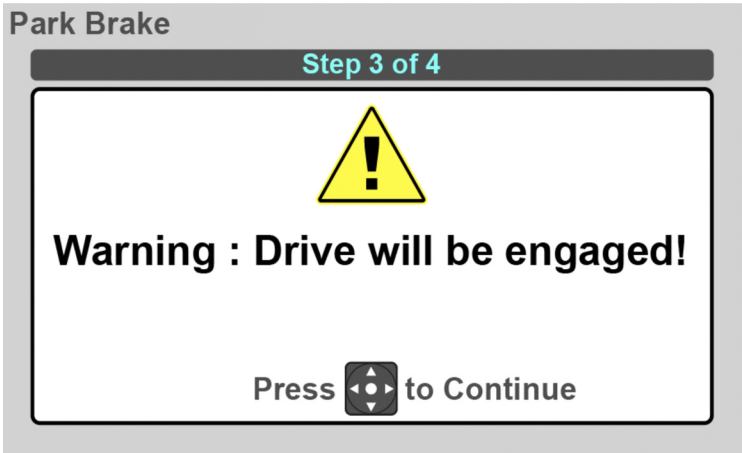 Park Brake
Step 3 of 4
!
Warning : Drive will be engaged!
Press to Continue